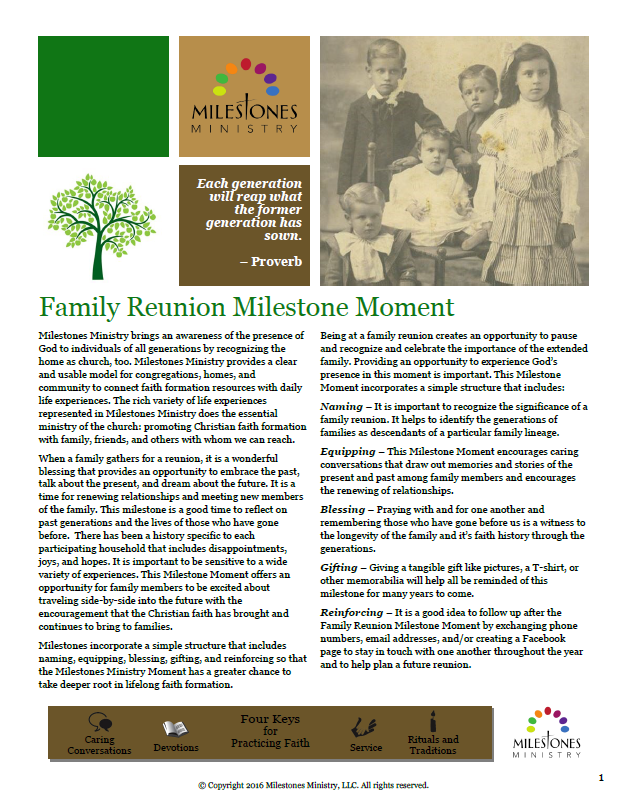 MILESTONES
MINISTRY
Each generation
will reap what
the former
generation has
sown.
– Proverb
Family Reunion Milestone Moment
Milestones Ministry brings an awareness of the presence of
God to individuals of all generations by recognizing the
home as church, too. Milestones Ministry provides a clear
and usable model for congregations, homes, and
community to connect faith formation resources with daily
life experiences. The rich variety of life experiences
represented in Milestones Ministry does the essential
ministry of the church: promoting Christian faith formation
with family, friends, and others with whom we can reach.
When a family gathers for a reunion, it is a wonderful
blessing that provides an opportunity to embrace the past,
talk about the present, and dream about the future. It is a
time for renewing relationships and meeting new members
of the family. This milestone is a good time to reflect on
past generations and the lives of those who have gone
before.  There has been a history specific to each
participating household that includes disappointments,
joys, and hopes. It is important to be sensitive to a wide
variety of experiences. This Milestone Moment offers an
opportunity for family members to be excited about
traveling side-by-side into the future with the
encouragement that the Christian faith has brought and
continues to bring to families.
Milestones incorporate a simple structure that includes
naming, equipping, blessing, gifting, and reinforcing so that
the Milestones Ministry Moment has a greater chance to
take deeper root in lifelong faith formation.
Being at a family reunion creates an opportunity to pause
and recognize and celebrate the importance of the extended
family. Providing an opportunity to experience God's
presence in this moment is important. This Milestone
Moment incorporates a simple structure that includes:
Naming – It is important to recognize the significance of a
family reunion. It helps to identify the generations of
families as descendants of a particular family lineage.
Equipping – This Milestone Moment encourages caring
conversations that draw out memories and stories of the
present and past among family members and encourages
the renewing of relationships.
Blessing – Praying with and for one another and
remembering those who have gone before us is a witness to
the longevity of the family and it's faith history through the
generations.
Gifting – Giving a tangible gift like pictures, a T-shirt, or
other memorabilia will help all be reminded of this
milestone for many years to come.
Reinforcing – It is a good idea to follow up after the
Family Reunion Milestone Moment by exchanging phone
numbers, email addresses, and/or creating a Facebook
page to stay in touch with one another throughout the year
and to help plan a future reunion.
Caring
Conversations
Devotions
Four Keys
for
Practicing Faith
Service
Rituals and
Traditions
MILESTONES
MINISTRY
1
© Copyright 2016 Milestones Ministry, LLC. All rights reserved.